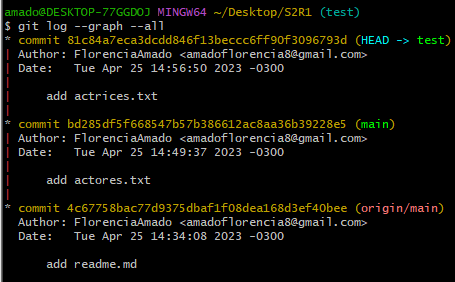 amado@DESKTOP-77GGDOJ MINGW64 ~/Desktop/S2R1 (test)
$ git log --graph --all
* commit 81c84a7eca3dcdd846f13beccc6ff90f3096793d (HEAD -> test)
| Author: FlorenciaAmado <amadoflorencia8@gmail.com>
| Date:   Tue Apr 25 14:56:50 2023 -0300
|
|     add actrices.txt
|
* commit bd285df5f668547b57b386612ac8aa36b39228e5 (main)
| Author: FlorenciaAmado <amadoflorencia8@gmail.com>
| Date:   Tue Apr 25 14:49:37 2023 -0300
|
|     add actores.txt
|
* commit 4c67758bac77d9375dbaf1f08dea168d3ef40bee (origin/main)
  Author: FlorenciaAmado <amadoflorencia8@gmail.com>
  Date:   Tue Apr 25 14:34:08 2023 -0300

      add readme.md